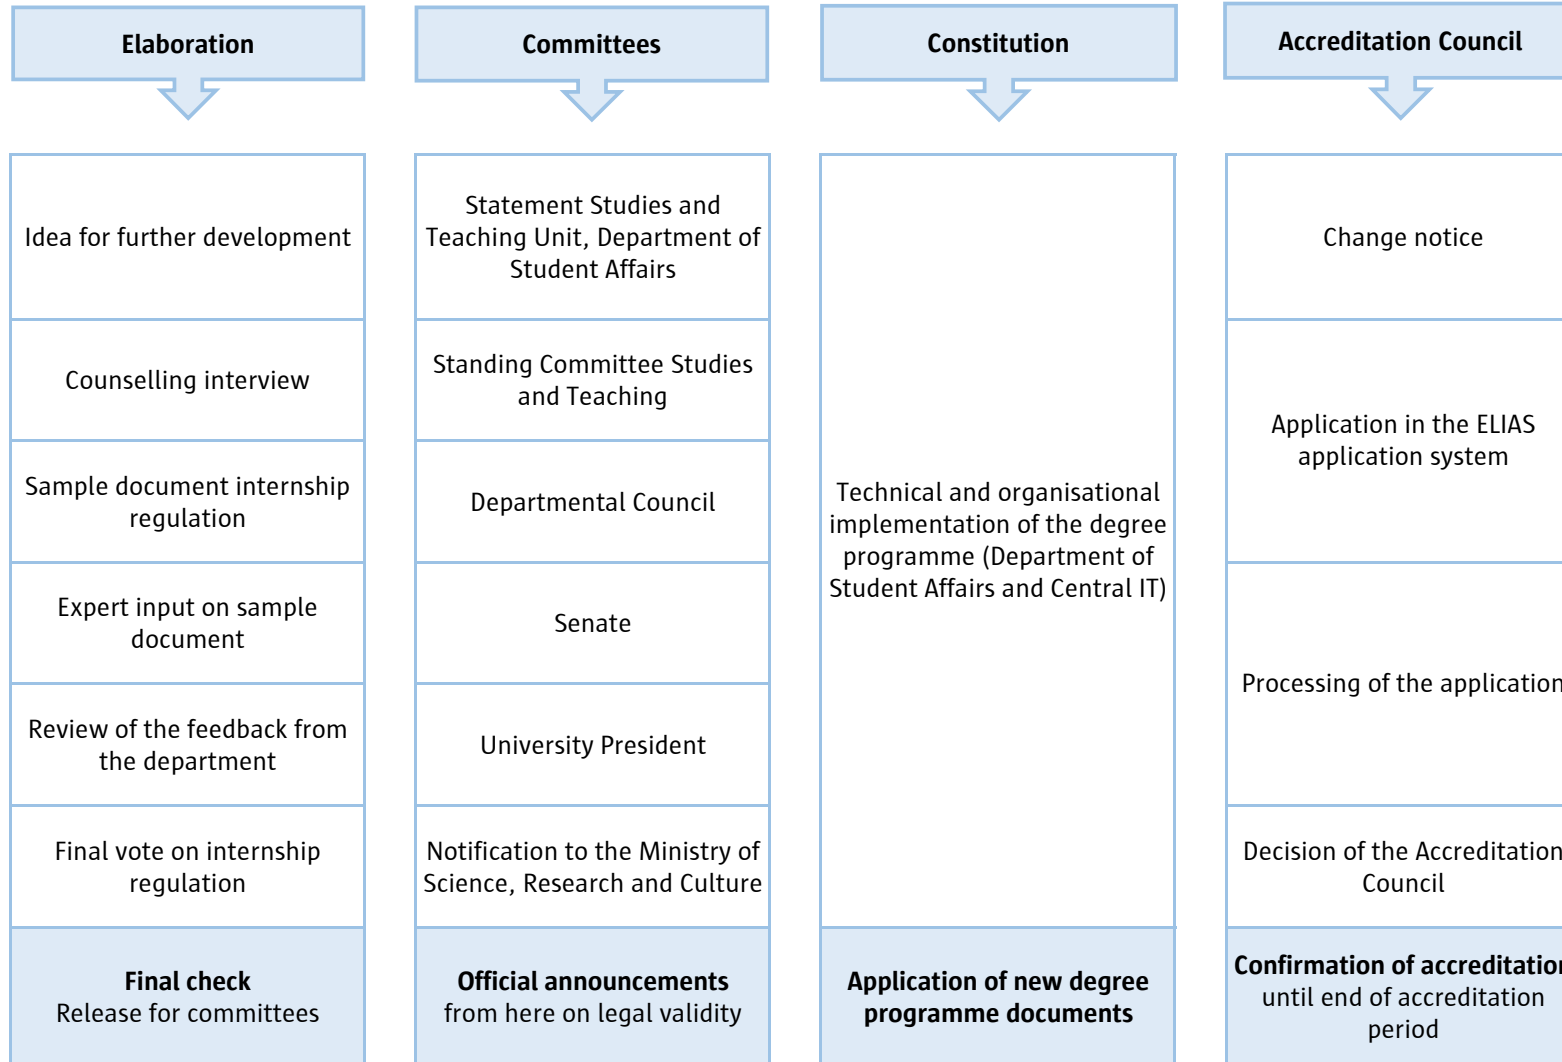 Elaboration
Idea for further development
Counselling interview
Sample document internship
regulation
Expert input on sample
document
Review of the feedback from
the department
Final vote on internship
regulation
Final check
Release for committees
Committees
Statement Studies and
Teaching Unit, Department of
Student Affairs
Standing Committee Studies
and Teaching
Departmental Council
Senate
University President
Notification to the Ministry of
Science, Research and Culture
Official announcements
from here on legal validity
Constitution
Technical and organisational
implementation of the degree
programme (Department of
Student Affairs and Central IT)
Application of new degree
programme documents
Accreditation Council
Change notice
Application in the ELIAS
application system
Processing of the application
Decision of the Accreditation
Council
Confirmation of accreditation
until end of accreditation
period